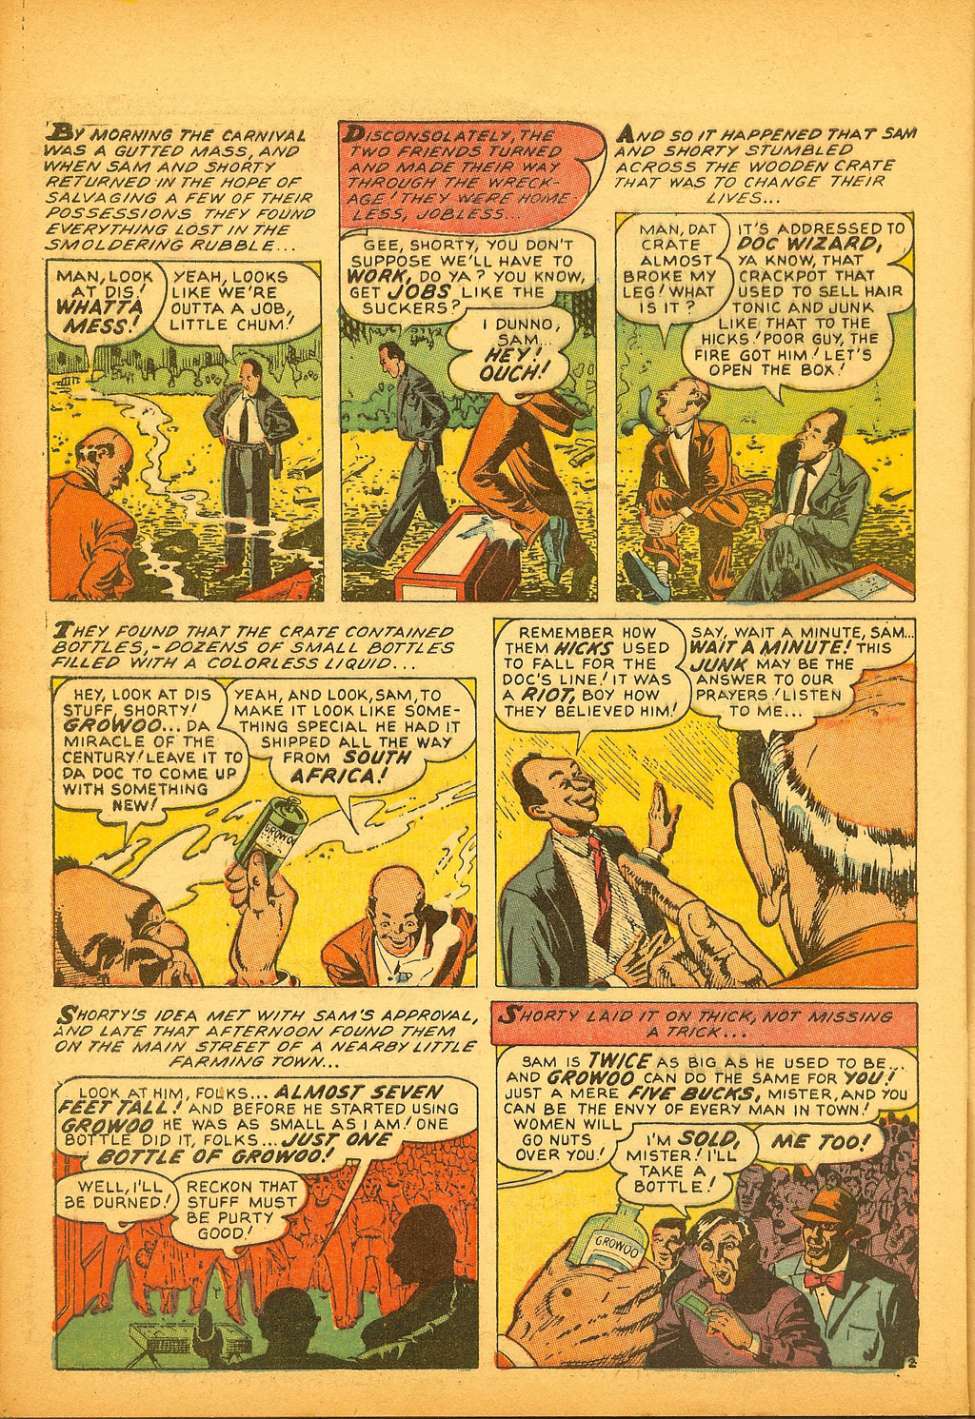 BY MORNING THE CARNIVAL
WAS A GUTTED MASS, AND
WHEN SAM AND SHORTY
RETURNED IN THE HOPE OF
SALVAGING A FEW OF THEIR
POSSESSIONS THEY FOUND
EVERYTHING LOST IN THE
SMOLDERING RUBBLE...
MAN, LOOK
AT DIS!
WHATTA
MESS!
YEAH, LOOKS
LIKE WE'RE
OUTTA A JOB,
LITTLE CHUM!
DISCONSOLATELY, THE
TWO FRIENDS TURNED
AND MADE THEIR WAY
THROUGH THE WRECK-
AGE! THEY WERE HOME-
LESS, JOBLESS...
GEE, SHORTY, YOU DON'T
SUPPOSE WE'LL HAVE TO
WORK, DO YA? YOU KNOW,
GET JOBS LIKE THE
SUCKERS?
I DUNNO,
SAM...
HEY!
OUCH!
AND SO IT HAPPENED THAT SAM
AND SHORTY STUMBLED
ACROSS THE WOODEN CRATE
THAT WAS TO CHANGE THEIR
LIVES...
MAN, DAT
CRATE
ALMOST
BROKE MY
LEG! WHAT
IS IT?
IT'S ADDRESSED TO
DOC WIZARD,
YA KNOW, THAT
CRACKPOT THAT
USED TO SELL HAIR
TONIC AND JUNK
LIKE THAT TO THE
HICKS! POOR GUY, THE
FIRE GOT HIM! LET'S
OPEN THE BOX!
THEY FOUND THAT THE CRATE CONTAINED
BOTTLES,-DOZENS OF SMALL BOTTLES
FILLED WITH A COLORLESS LIQUID...
HEY, LOOK AT DIS
STUFF, SHORTY!
GROWOO... DA
MIRACLE OF THE
CENTURY! LEAVE IT TO
DA DOC TO COME UP
WITH SOMETHING
NEW!
YEAH, AND LOOK, SAM, TO
MAKE IT LOOK LIKE SOME-
THING SPECIAL HE HAD IT
SHIPPED ALL THE WAY
FROM SOUTH
AFRICA!
GROWOO
REMEMBER HOW
THEM HICKS USED
TO FALL FOR THE
DOC'S LINE! IT WAS
A RIOT, BOY HOW
THEY BELIEVED HIM!
SAY, WAIT A MINUTE, SAM...
WAIT A MINUTE! THIS
JUNK MAY BE THE
ANSWER TO OUR
PRAYERS! LISTEN
TO ME...
SHORTY'S IDEA MET WITH SAM'S APPROVAL,
AND LATE THAT AFTERNOON FOUND THEM
ON THE MAIN STREET OF A NEARBY LITTLE
FARMING TOWN...
LOOK AT HIM, FOLKS... ALMOST SEVEN
FEET TALL! AND BEFORE HE STARTED USING
GROWOO HE WAS AS SMALL AS I AM! ONE
BOTTLE DID IT, FOLKS... JUST ONE
BOTTLE OF GROWOO!
WELL, I'LL
BE DURNED!
RECKON THAT
STUFF MUST
BE PURTY
GOOD!
SHORTY LAID IT ON THICK, NOT MISSING
A TRICK...
SAM IS TWICE AS BIG AS HE USED TO BE...
AND GROWOO CAN DO THE SAME FOR YOU!
JUST A MERE FIVE BUCKS, MISTER, AND YOU
CAN BE THE ENVY OF EVERY MAN IN TOWN!
WOMEN WILL
GO NUTS
OVER YOU!
I'M SOLD,
MISTER! I'LL
TAKE A
BOTTLE!
ME TOO!
GROWOO
2